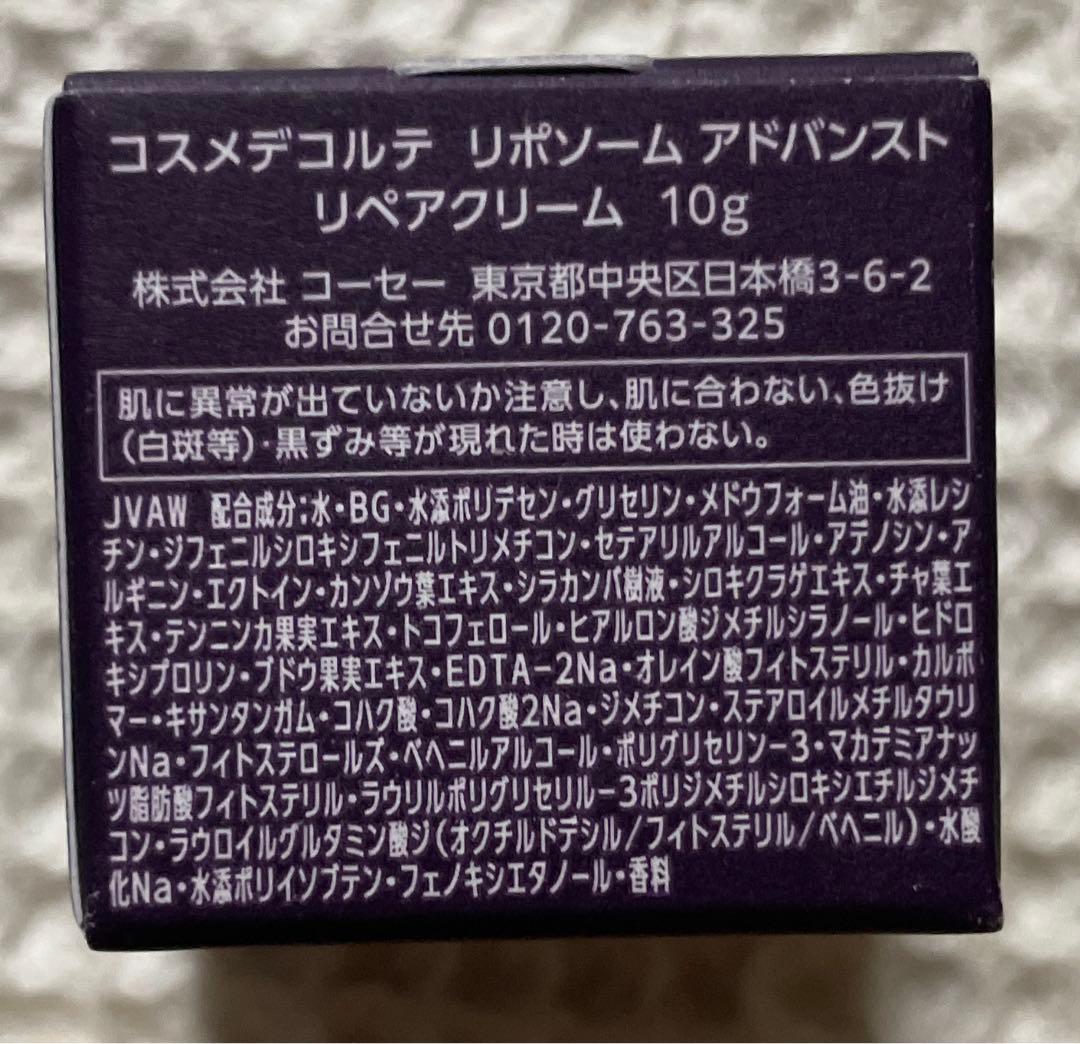 コスメデコルテ リポソーム アドバンスト
リペアクリーム 10g
株式会社 コーセー 東京都中央区日本橋3-6-2
お問合せ先 0120-763-325
肌に異常が出ていないか注意し、肌に合わない、色抜け
(白斑等)・黒ずみ等が現れた時は使わない。
JVAW 配合成分:水・BG・水添ポリデセン・グリセリン・メドウフォーム油・水添レシ
チン・ジフェニルシロキシフェニルトリメチコン・セテアリルアルコール・アデノシン・ア
ルギニン・エクトイン・カンゾウ葉エキス・シラカンバ樹液・シロキクラゲエキス・チャ葉エ
キス・テンニンカ果実エキス・トコフェロール・ヒアルロン酸ジメチルシラノール・ヒドロ
キシプロリン・ブドウ果実エキス・EDTA-2Na・オレイン酸フィトステリル・カルボ
マー・キサンタンガム・コハク酸・コハク酸2Na・ジメチコン・ステアロイルメチルタウリ
ンNa・フィトステロールズ・ベヘニルアルコール・ポリグリセリン-3・マカデミアナッ
ツ脂肪酸フィトステリル・ラウリルポリグリセリル-3ポリジメチルシロキシエチルジメチ
コン・ラウロイルグルタミン酸ジ(オクチルドデシル/フィトステリル/ベヘニル)・水酸
化Na・水添ポリイソブテン・フェノキシエタノール・香料